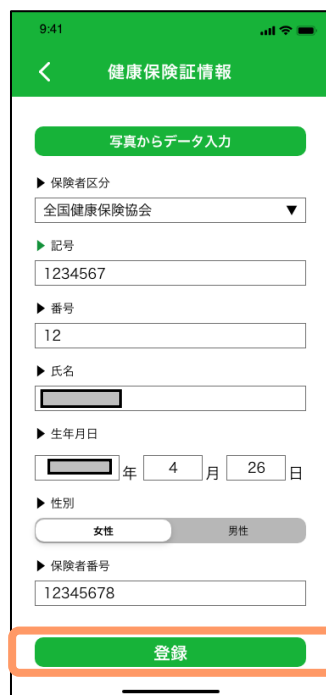 9:41
健康保険証情報
写真からデータ入力
▶ 保険者区分
全国健康保険協会 ▼
▶ 記号
1234567
▶ 番号
12
▶ 氏名
▶ 生年月日
年 4 月 26 日
▶ 性別
女性 男性
▶ 保険者番号
12345678
登録